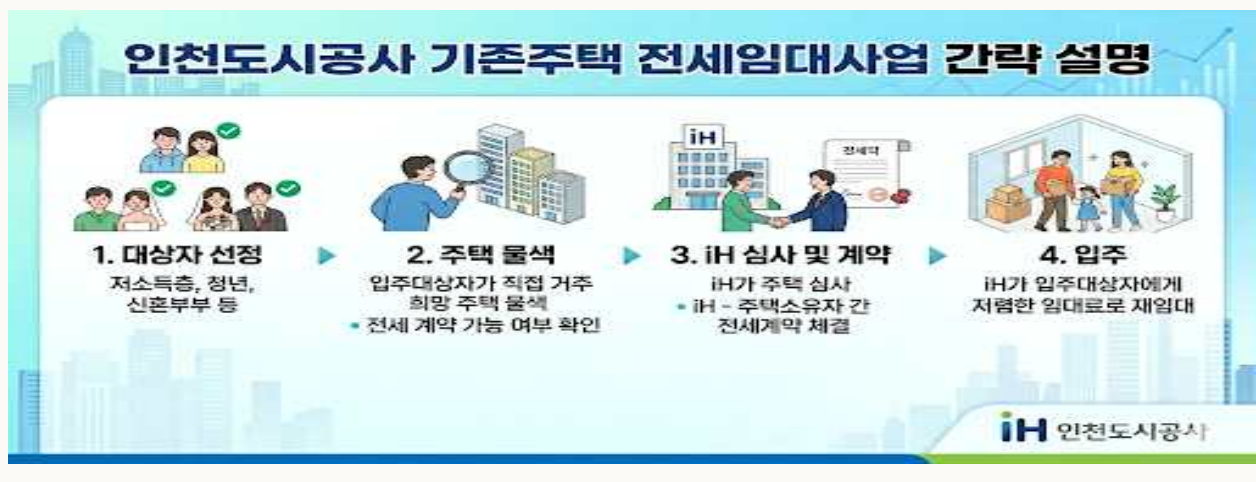 인천도시공사 기존주택 전세임대사업 간략 설명
iH
전세약
1. 대상자 선정
저소득층, 청년,
신혼부부 등
2. 주택 물색
입주대상자가 직접 거주
희망 주택 물색
• 전세 계약 가능 여부 확인
3. iH 심사 및 계약
iH가 주택 심사
• iH - 주택소유자 간
전세계약 체결
4. 입주
iH가 입주대상자에게
저렴한 임대료로 재임대
iH 인천도시공사